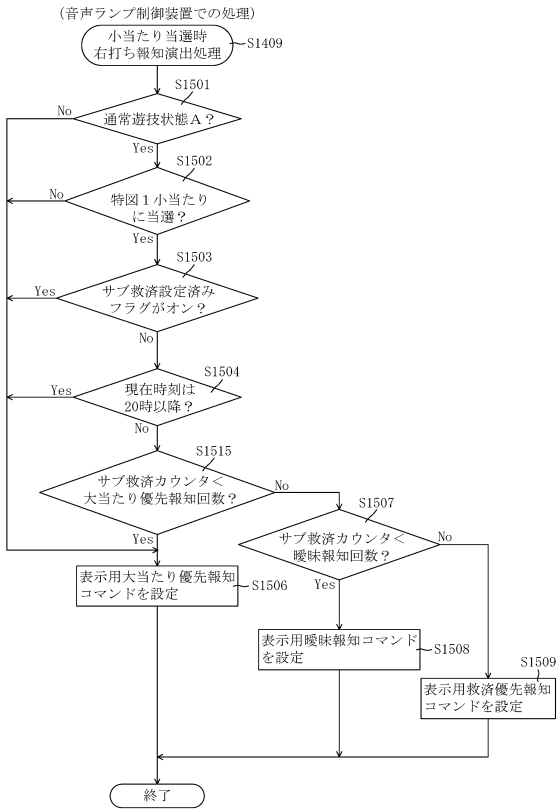 (音声ランプ制御装置での処理)
小当たり当選時
右打ち報知演出処理
S1409
S1501
No
通常遊技状態A?
Yes
S1502
No
特図1小当たり
に当選?
Yes
S1503
Yes
サブ救済設定済み
フラグがオン?
No
S1504
Yes
現在時刻は
20時以降?
No
S1515
サブ救済カウンタ<
大当たり優先報知回数?
No
Yes
S1507
サブ救済カウンタ<
曖昧報知回数?
No
Yes
表示用大当たり優先報知
コマンドを設定
S1506
表示用曖昧報知コマンド
を設定
S1508
S1509
表示用救済優先報知
コマンドを設定
終了